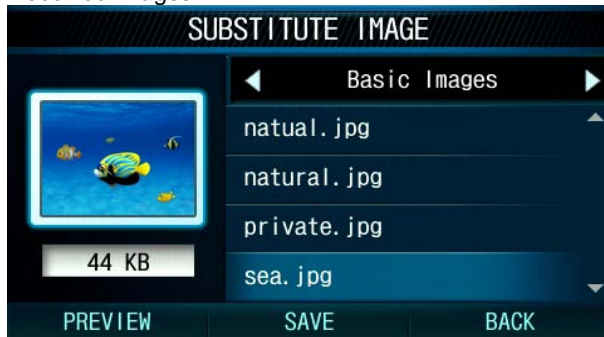 SUBSTITUTE IMAGE
Basic Images
natual.jpg
natural.jpg
private.jpg
sea.jpg
44 KB
PREVIEW SAVE BACK